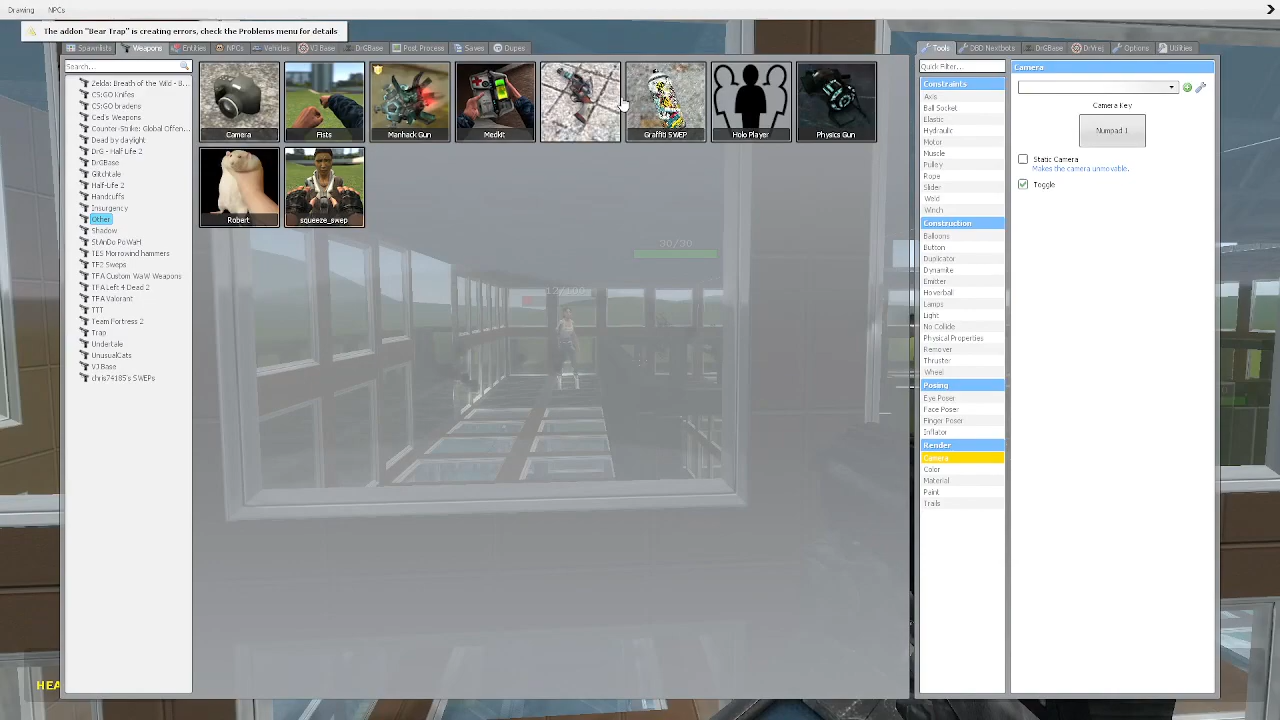 Drawing NPCs
The addon "Bear Trap" is creating errors, check the Problems menu for details
Spawnlists Weapons Entities NPCs Vehicles VJ Base DrGBase Post Process Saves Dupes
Search...
Zelda: Breath of the Wild - B...
CS:GO Knifes
CS:GO bradens
Ced's Weapons
Counter-Strike: Global Offen...
Dead by daylight
DrG - Half Life 2
DrGBase
Glitchtale
Half-Life 2
Handcuffs
Insurgency
Other
Shadow
StAnDo PoWaH
TES Morrowind hammers
TF2 Sweps
TFA Custom WaW Weapons
TFA Left 4 Dead 2
TFA Valorant
TTT
Team Fortress 2
Trap
Undertale
UnusualCats
VJ Base
chris74185's SWEPs
Camera Fists Manhack Gun Medkit Graffiti SWEP Holo Player Physics Gun
Robert squeeze_swep
30/30
12/100
HEA
Tools DBD Nextbots DrGBase DrVrej Options Utilities
Quick Filter...
Constraints
Axis
Ball Socket
Elastic
Hydraulic
Motor
Muscle
Pulley
Rope
Slider
Weld
Winch
Construction
Balloons
Button
Duplicator
Dynamite
Emitter
Hoverball
Lamps
Light
No Collide
Physical Properties
Remover
Thruster
Wheel
Posing
Eye Poser
Face Poser
Finger Poser
Inflator
Render
Camera
Color
Material
Paint
Trails
Camera
Camera Key
Numpad 1
Static Camera
Makes the camera unmovable.
Toggle